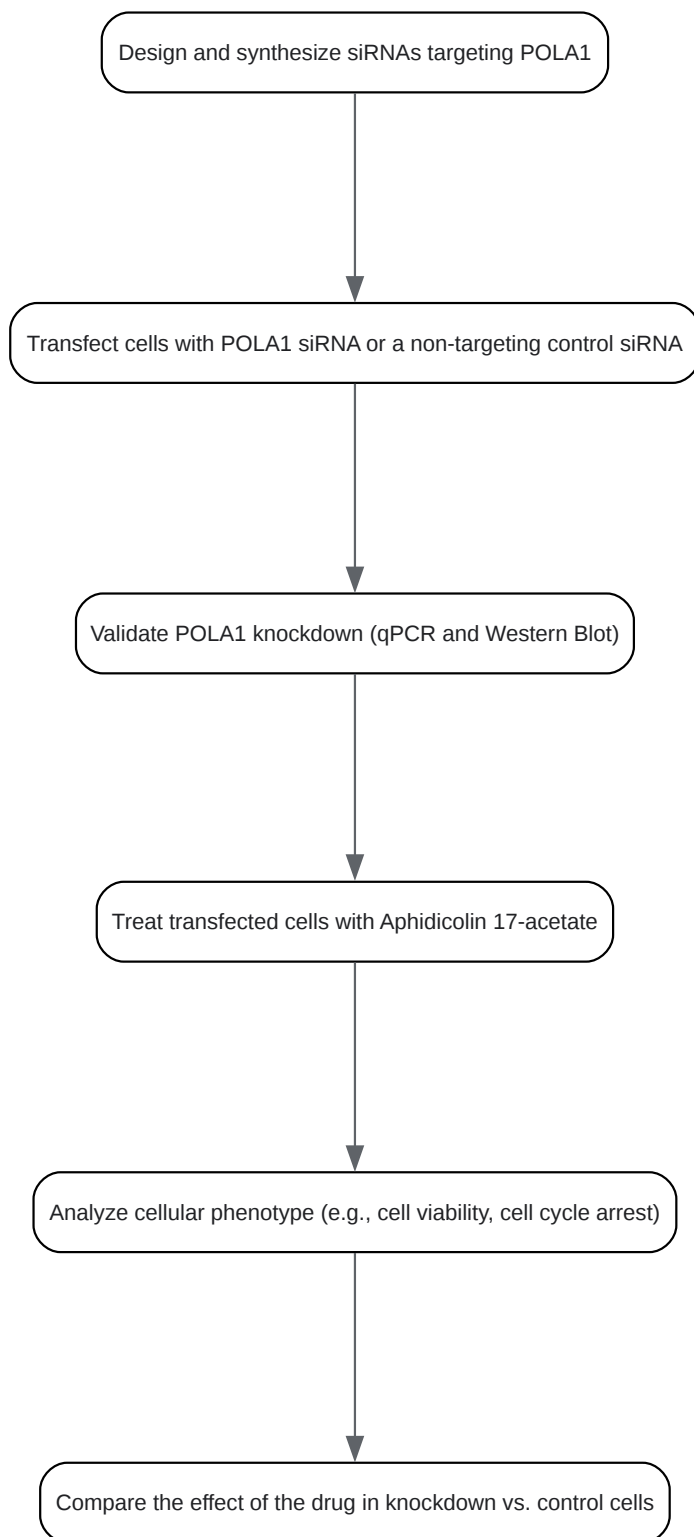 Design and synthesize siRNAs targeting POLA1
Transfect cells with POLA1 siRNA or a non-targeting control siRNA
Validate POLA1 knockdown (qPCR and Western Blot)
Treat transfected cells with Aphidicolin 17-acetate
Analyze cellular phenotype (e.g., cell viability, cell cycle arrest)
Compare the effect of the drug in knockdown vs. control cells